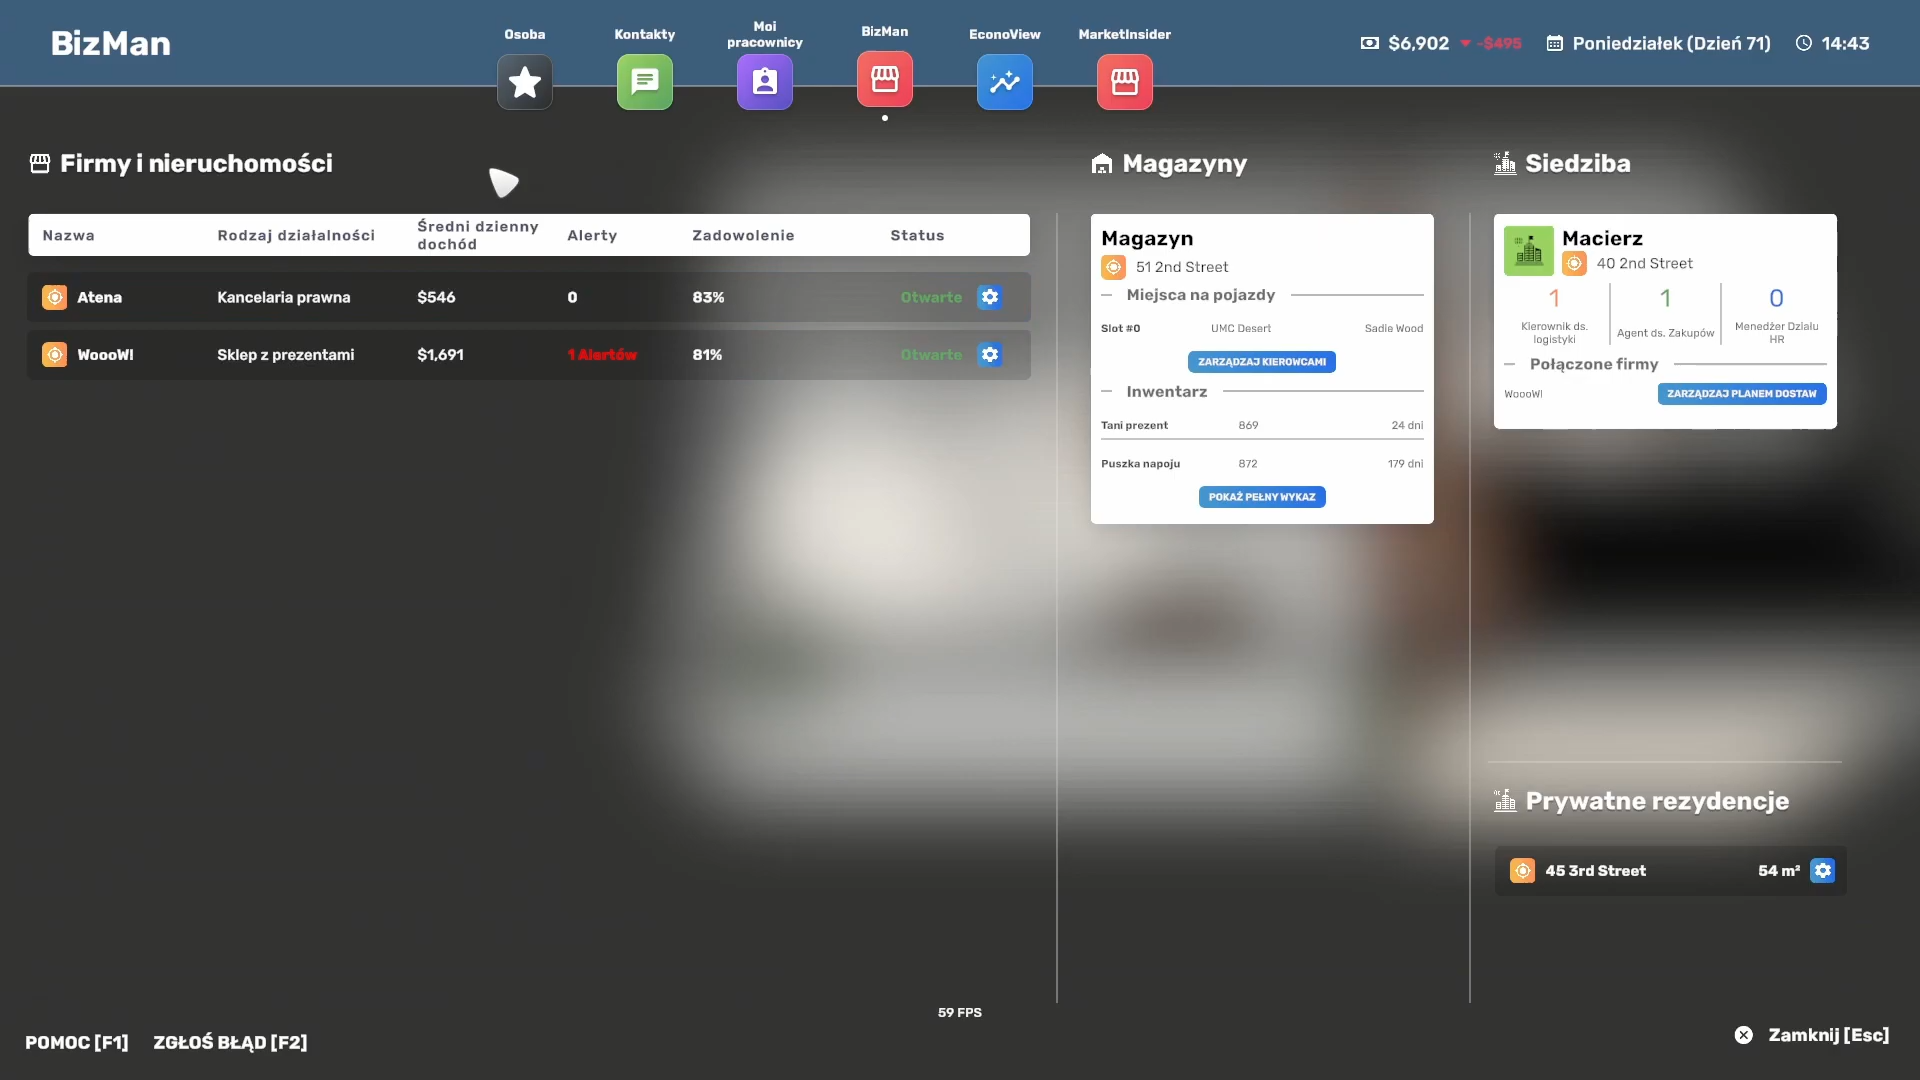 BizMan
Osoba
Kontakty
Moi
pracownicy
BizMan
EconoView
MarketInsider
$6,902
-$495
Poniedziałek (Dzień 71)
14:43
Firmy i nieruchomości
Nazwa
Rodzaj działalności
Średni dzienny
dochód
Alerty
Zadowolenie
Status
Atena
Kancelaria prawna
$546
0
83%
Otwarte
WoooW!
Sklep z prezentami
$1,691
1 Alertów
81%
Otwarte
Magazyny
Magazyn
51 2nd Street
Miejsca na pojazdy
Slot #0
UMC Desert
Sadie Wood
ZARZĄDZAJ KIEROWCAMI
Inwentarz
Tani prezent
869
24 dni
Puszka napoju
872
179 dni
POKAŻ PEŁNY WYKAZ
Siedziba
Macierz
40 2nd Street
1
Kierownik ds.
logistyki
1
Agent ds. Zakupów
0
Menedżer Działu
HR
Połączone firmy
WoooW!
ZARZĄDZAJ PLANEM DOSTAW
Prywatne rezydencje
45 3rd Street
54 m²
59 FPS
POMOC [F1]
ZGŁOŚ BŁĄD [F2]
Zamknij [Esc]